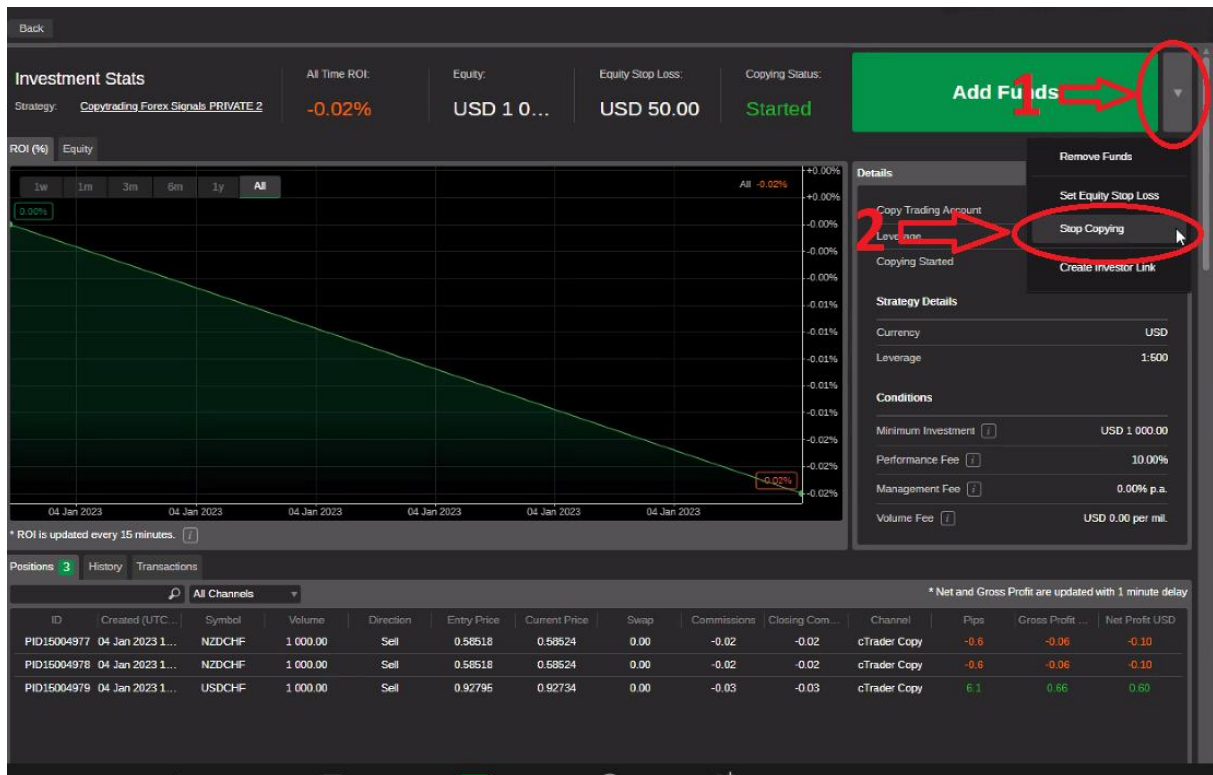 Back
Investment Stats
Strategy: Copytrading Forex Signals PRIVATE 2
All Time ROI:
-0.02%
Equity:
USD 1 0...
Equity Stop Loss:
USD 50.00
Copying Status:
Started
Add Funds
1
Remove Funds
Set Equity Stop Loss
2
Stop Copying
Create Investor Link
ROI (%) Equity
1w 1m 3m 6m 1y All
All -0.02%
0.00%
+0.00%
+0.00%
-0.00%
-0.00%
-0.00%
-0.01%
-0.01%
-0.01%
-0.01%
-0.01%
-0.02%
-0.02%
-0.02%
-0.02%
04 Jan 2023 04 Jan 2023 04 Jan 2023 04 Jan 2023 04 Jan 2023 04 Jan 2023
* ROI is updated every 15 minutes. i
Details
Copy Trading Account
Leverage
Copying Started
Strategy Details
Currency USD
Leverage 1:500
Conditions
Minimum Investment i USD 1 000.00
Performance Fee i 10.00%
Management Fee i 0.00% p.a.
Volume Fee i USD 0.00 per mil.
Positions 3 History Transactions
All Channels
* Net and Gross Profit are updated with 1 minute delay
ID Created (UTC... Symbol Volume Direction Entry Price Current Price Swap Commissions Closing Com... Channel Pips Gross Profit ... Net Profit USD
PID15004977 04 Jan 2023 1... NZDCHF 1 000.00 Sell 0.58518 0.58524 0.00 -0.02 -0.02 cTrader Copy -0.6 -0.06 -0.10
PID15004978 04 Jan 2023 1... NZDCHF 1 000.00 Sell 0.58518 0.58524 0.00 -0.02 -0.02 cTrader Copy -0.6 -0.06 -0.10
PID15004979 04 Jan 2023 1... USDCHF 1 000.00 Sell 0.92795 0.92734 0.00 -0.03 -0.03 cTrader Copy 6.1 0.66 0.60